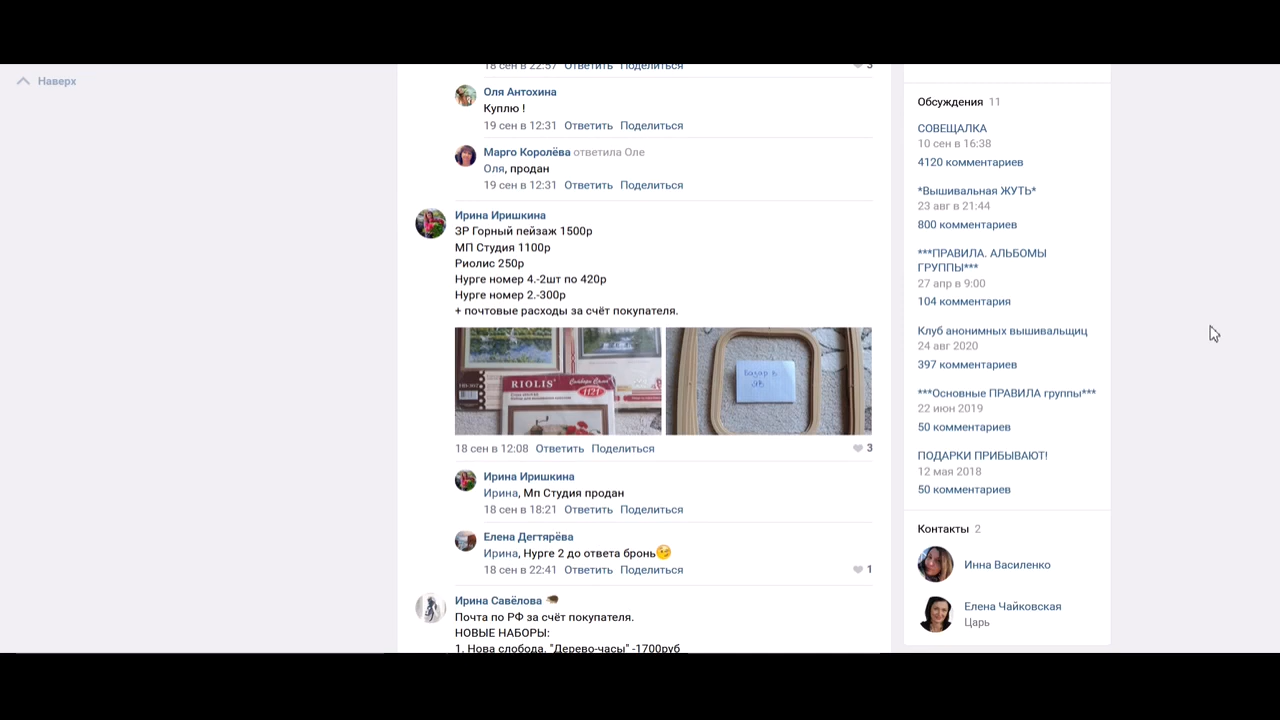 Наверх
18 сен в 22:57 Ответить Поделиться 3
Оля Антохина
Куплю !
19 сен в 12:31 Ответить Поделиться
Марго Королёва ответила Оле
Оля, продан
19 сен в 12:31 Ответить Поделиться
Ирина Иришкина
ЗР Горный пейзаж 1500р
МП Студия 1100р
Риолис 250р
Нурге номер 4.-2шт по 420р
Нурге номер 2.-300р
+ почтовые расходы за счёт покупателя.
RIOLIS
1121
Базар в
18 сен в 12:08 Ответить Поделиться 3
Ирина Иришкина
Ирина, Мп Студия продан
18 сен в 18:21 Ответить Поделиться
Елена Дегтярёва
Ирина, Нурге 2 до ответа бронь
18 сен в 22:41 Ответить Поделиться 1
Ирина Савёлова
Почта по РФ за счёт покупателя.
НОВЫЕ НАБОРЫ:
1. Нова слобода. "Дерево-часы" -1700руб
Обсуждения 11
СОВЕЩАЛКА
10 сен в 16:38
4120 комментариев
*Вышивальная ЖУТЬ*
23 авг в 21:44
800 комментариев
***ПРАВИЛА. АЛЬБОМЫ
ГРУППЫ***
27 апр в 9:00
104 комментария
Клуб анонимных вышивальщиц
24 авг 2020
397 комментариев
***Основные ПРАВИЛА группы***
22 июн 2019
50 комментариев
ПОДАРКИ ПРИБЫВАЮТ!
12 мая 2018
50 комментариев
Контакты 2
Инна Василенко
Елена Чайковская
Царь